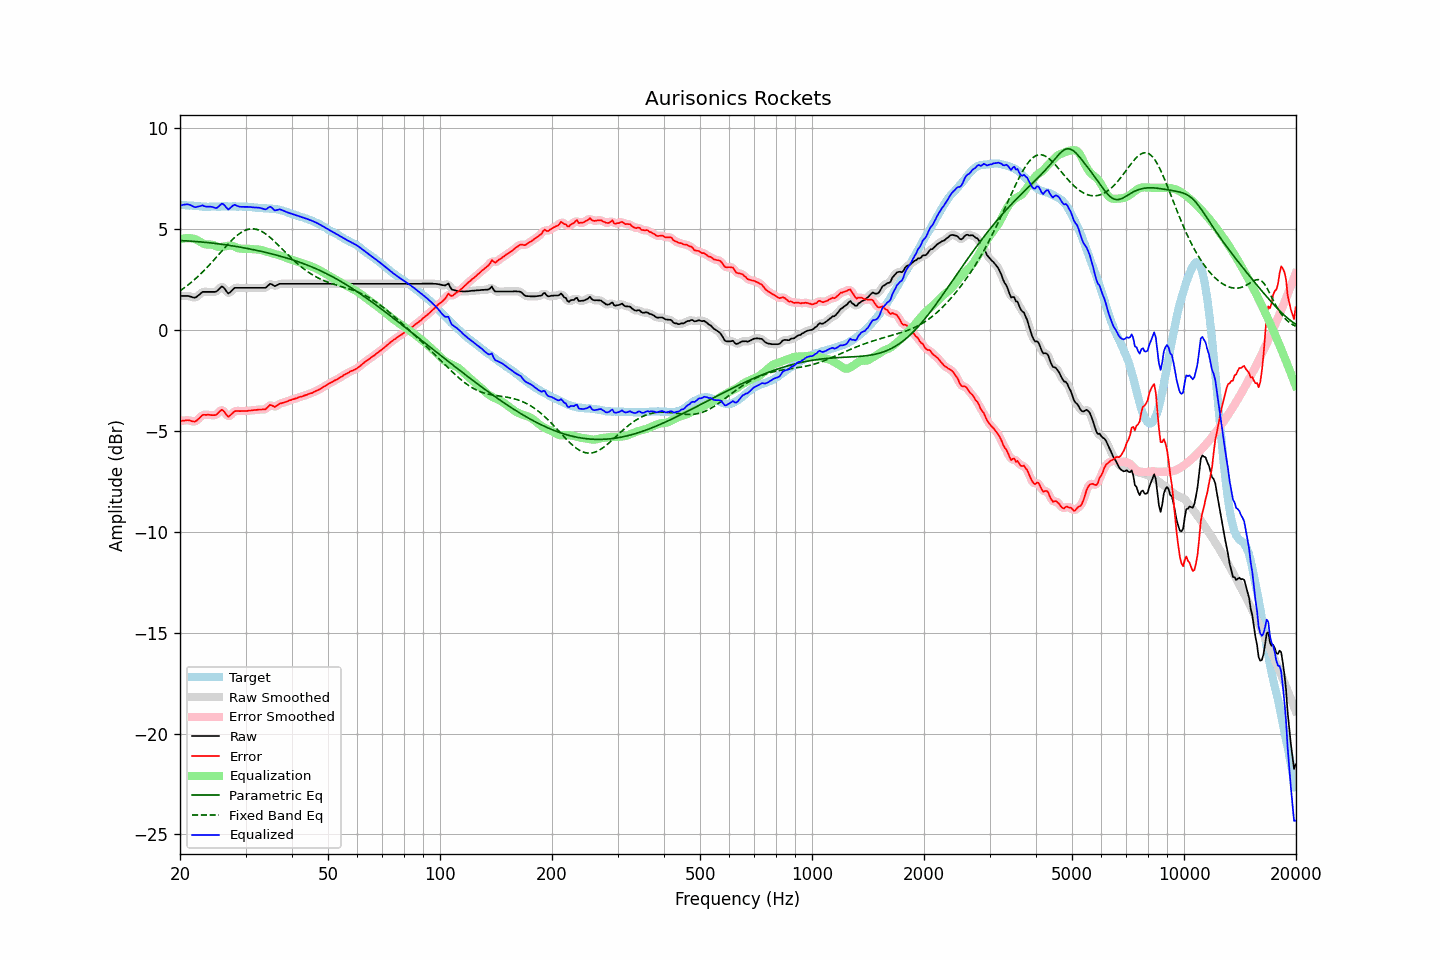 Aurisonics Rockets
Amplitude (dBr)
10
5
0
−5
−10
−15
−20
−25
Target
Raw Smoothed
Error Smoothed
Raw
Error
Equalization
Parametric Eq
Fixed Band Eq
Equalized
20
50
100
200
500
1000
2000
5000
10000
20000
Frequency (Hz)